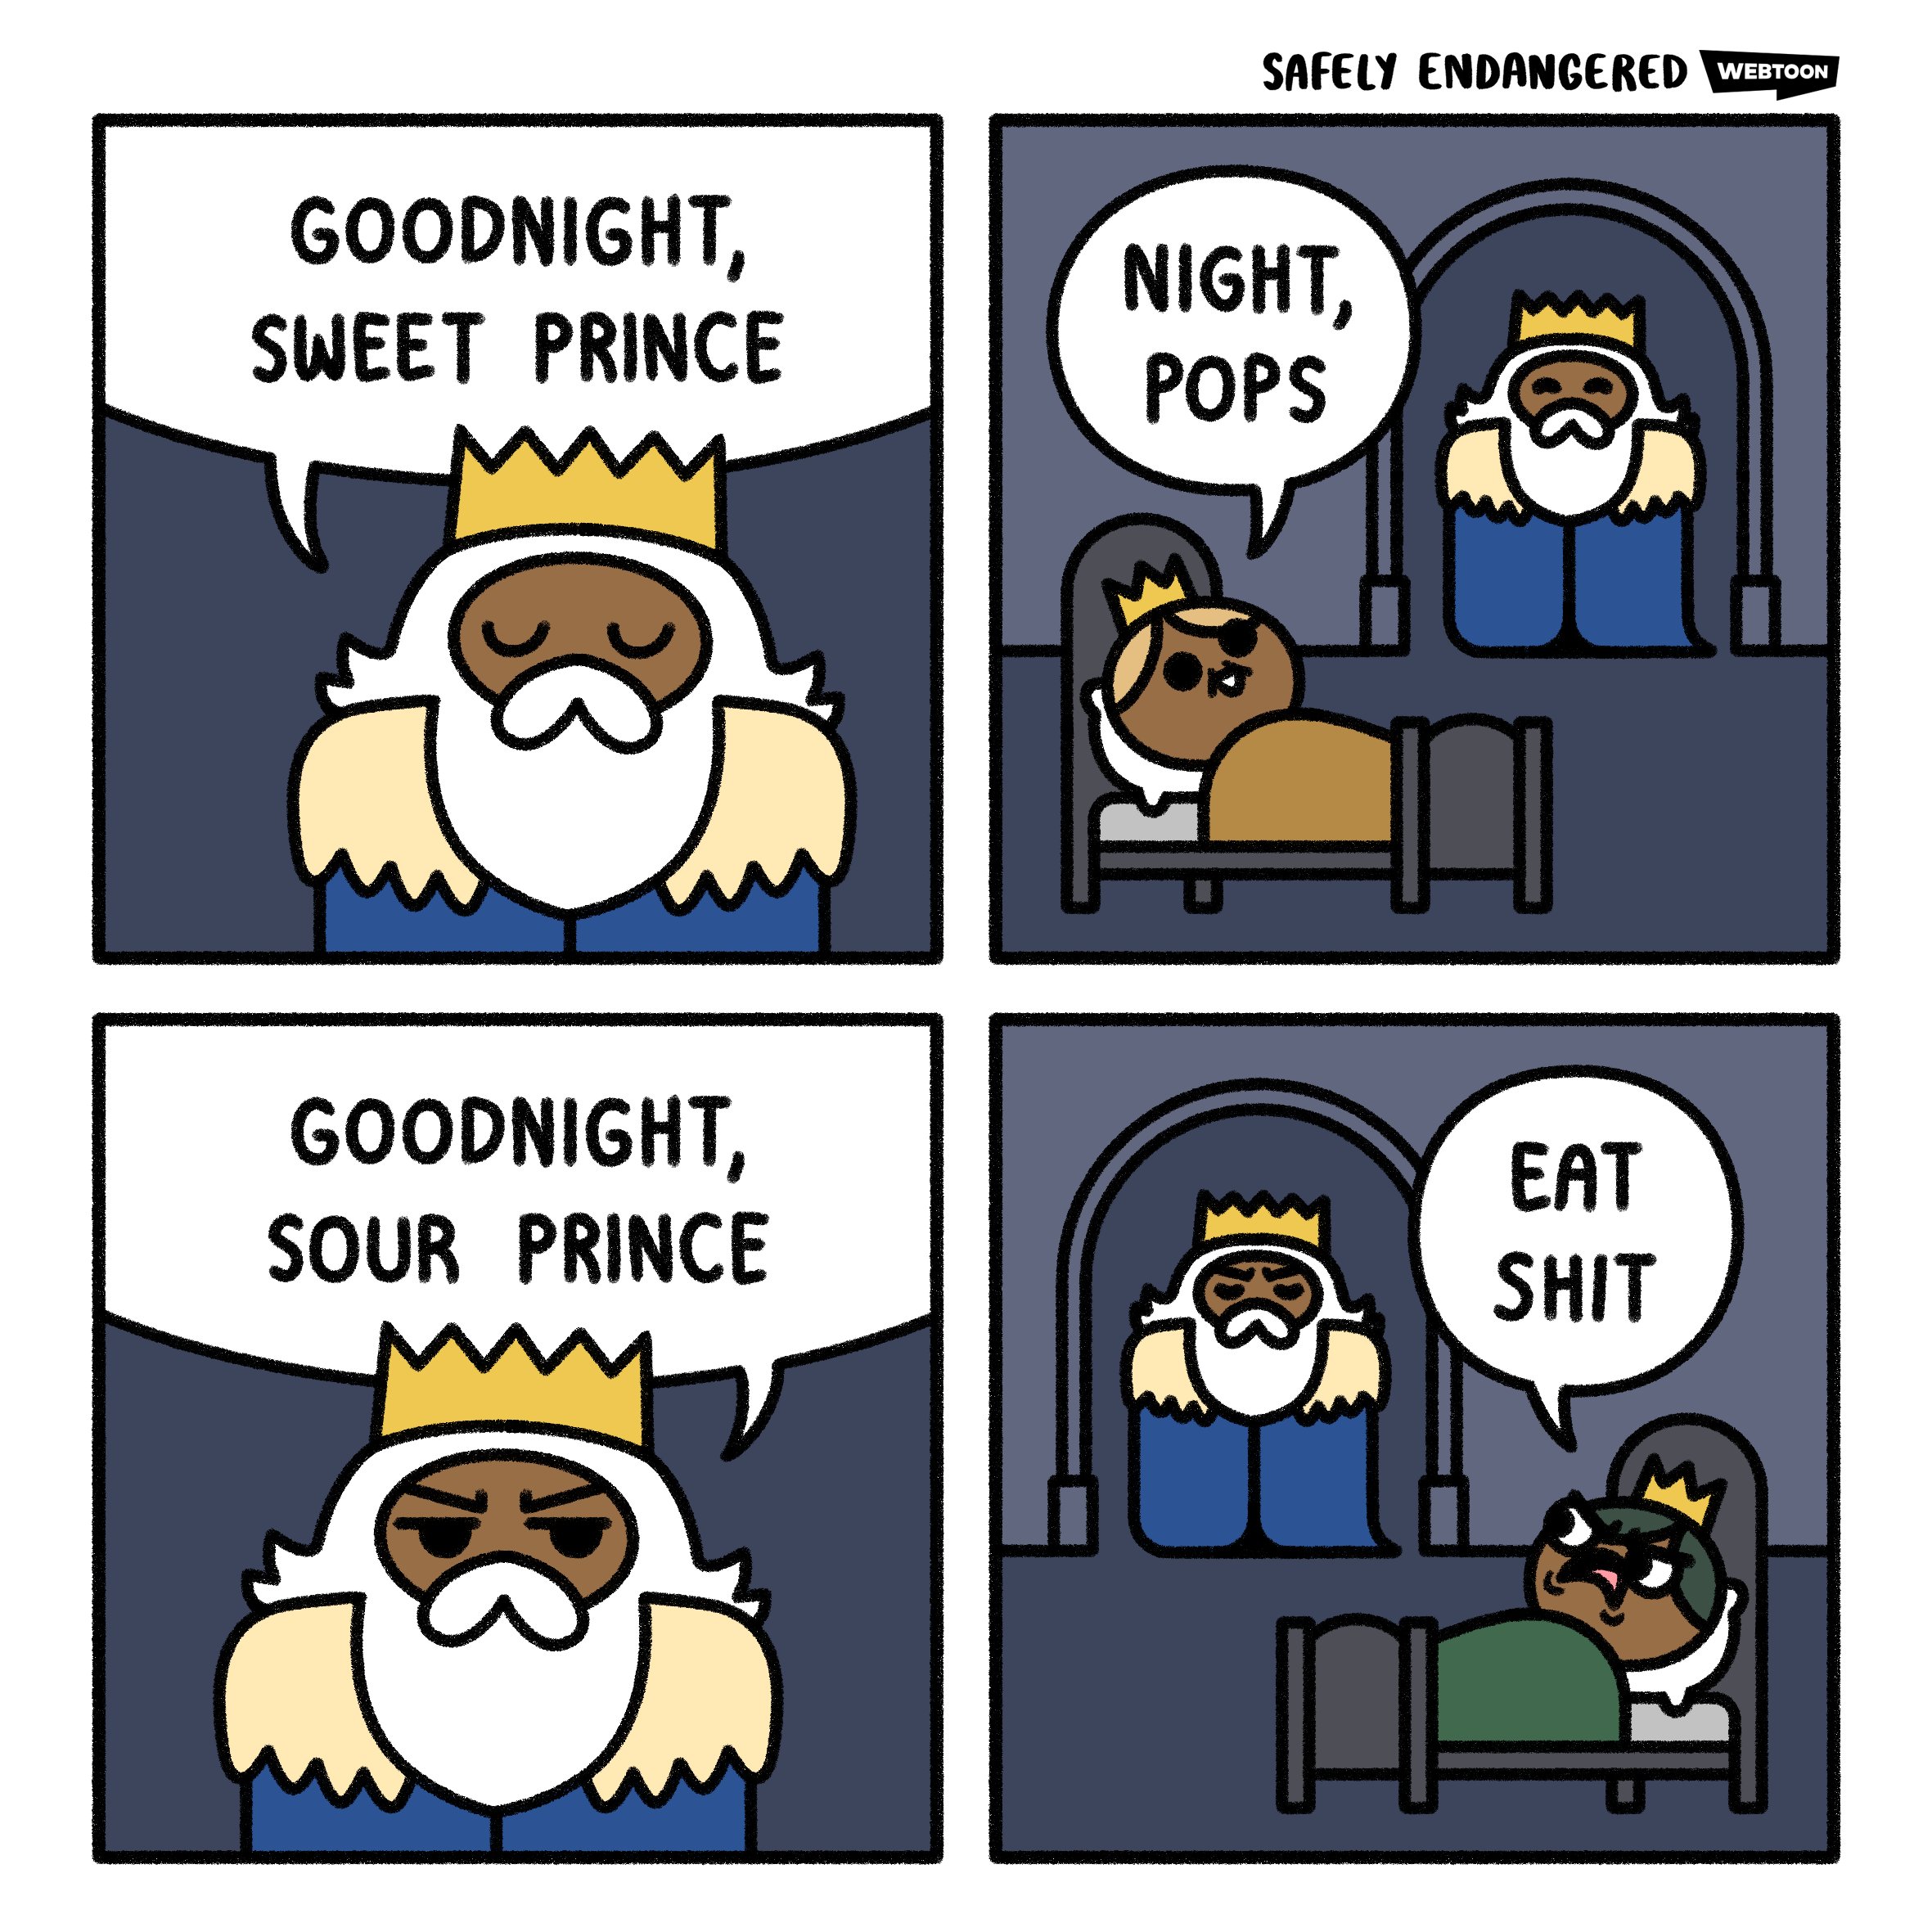 SAFELY ENDANGERED WEBTOON
GOODNIGHT,
SWEET PRINCE
NIGHT,
POPS
GOODNIGHT,
SOUR PRINCE
EAT
SHIT